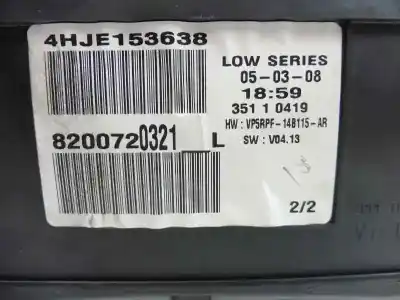 4HJE153638
8200720321__L
LOW SERIES
05-03-08
18:59
351 1 0419
HW : VP5RPF-14B115-AR
SW : V04.13
2/2